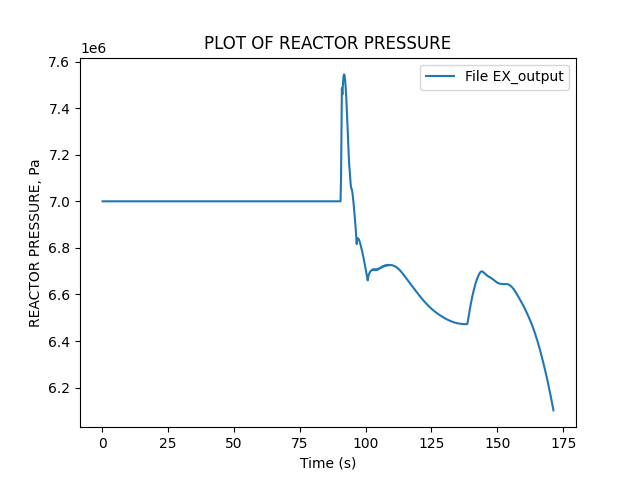 PLOT OF REACTOR PRESSURE
1e6
File EX_output
7.6
7.4
7.2
7.0
6.8
6.6
6.4
6.2
REACTOR PRESSURE, Pa
0 25 50 75 100 125 150 175
Time (s)